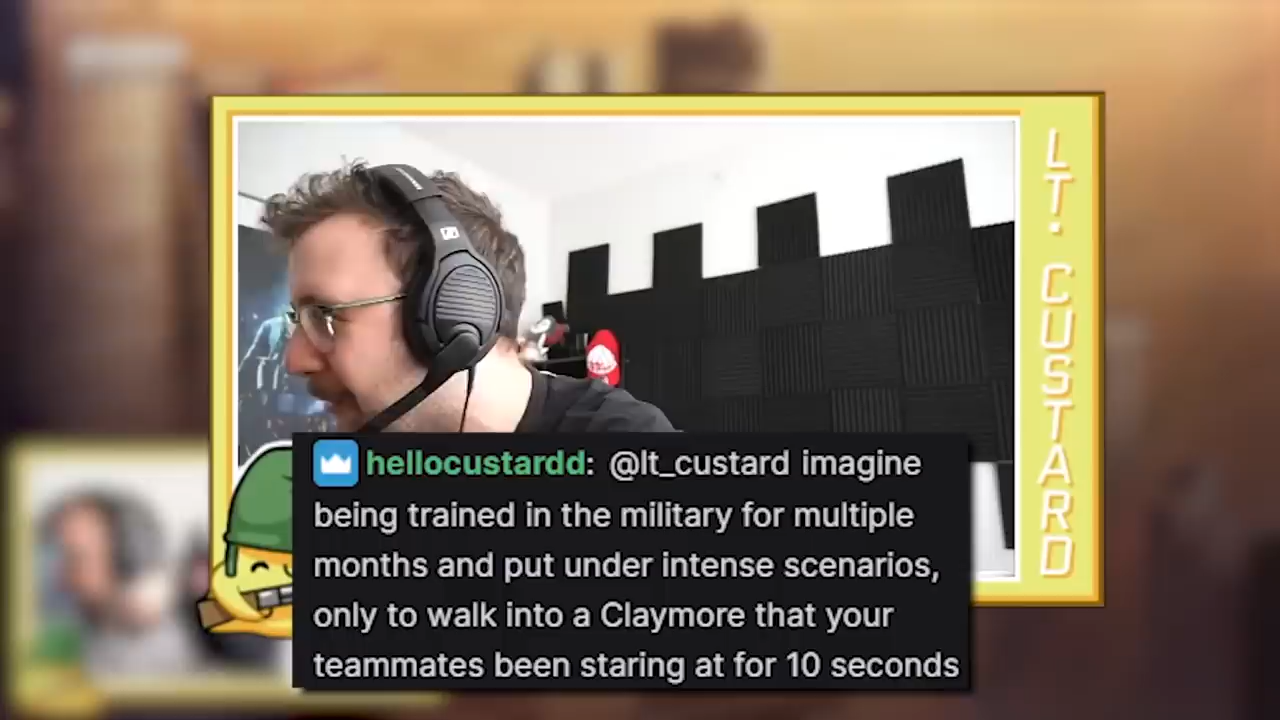 LT. CUSTARD
hellocustardd: @lt_custard imagine
being trained in the military for multiple
months and put under intense scenarios,
only to walk into a Claymore that your
teammates been staring at for 10 seconds